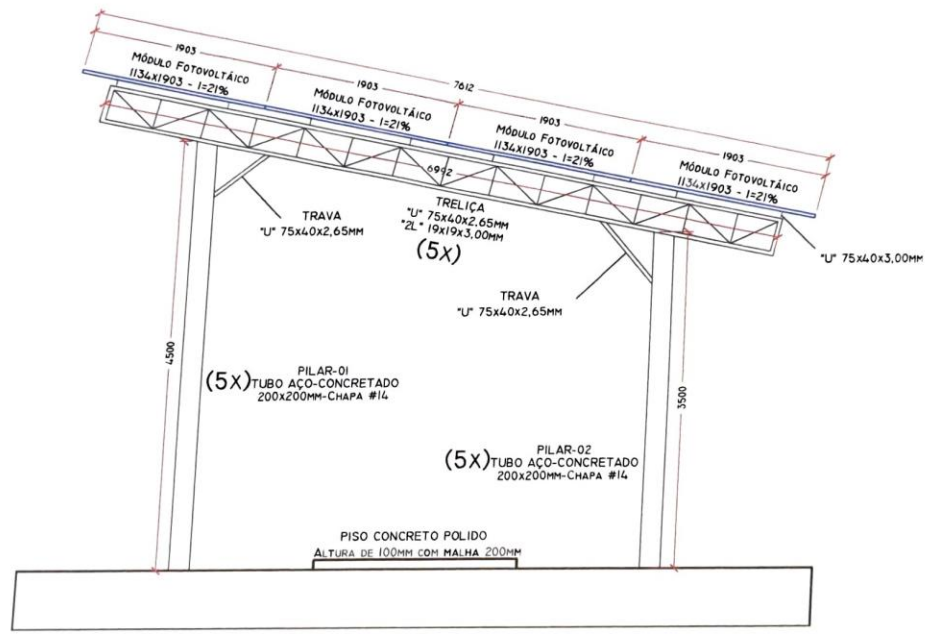 7612
1903
MÓDULO FOTOVOLTÁICO
1134X1903 - I=21%
1903
MÓDULO FOTOVOLTÁICO
1134X1903 - I=21%
1903
MÓDULO FOTOVOLTÁICO
1134X1903 - I=21%
1903
MÓDULO FOTOVOLTÁICO
1134X1903 - I=21%
6992
TRELIÇA
"U" 75X40X2,65MM
"2L" 19X19X3,00MM
(5X)
TRAVA
"U" 75X40X2,65MM
TRAVA
"U" 75X40X2,65MM
"U" 75X40X3,00MM
4500
(5X)
PILAR-01
TUBO AÇO-CONCRETADO
200X200MM-CHAPA #14
3500
(5X)
PILAR-02
TUBO AÇO-CONCRETADO
200X200MM-CHAPA #14
PISO CONCRETO POLIDO
ALTURA DE 100MM COM MALHA 200MM